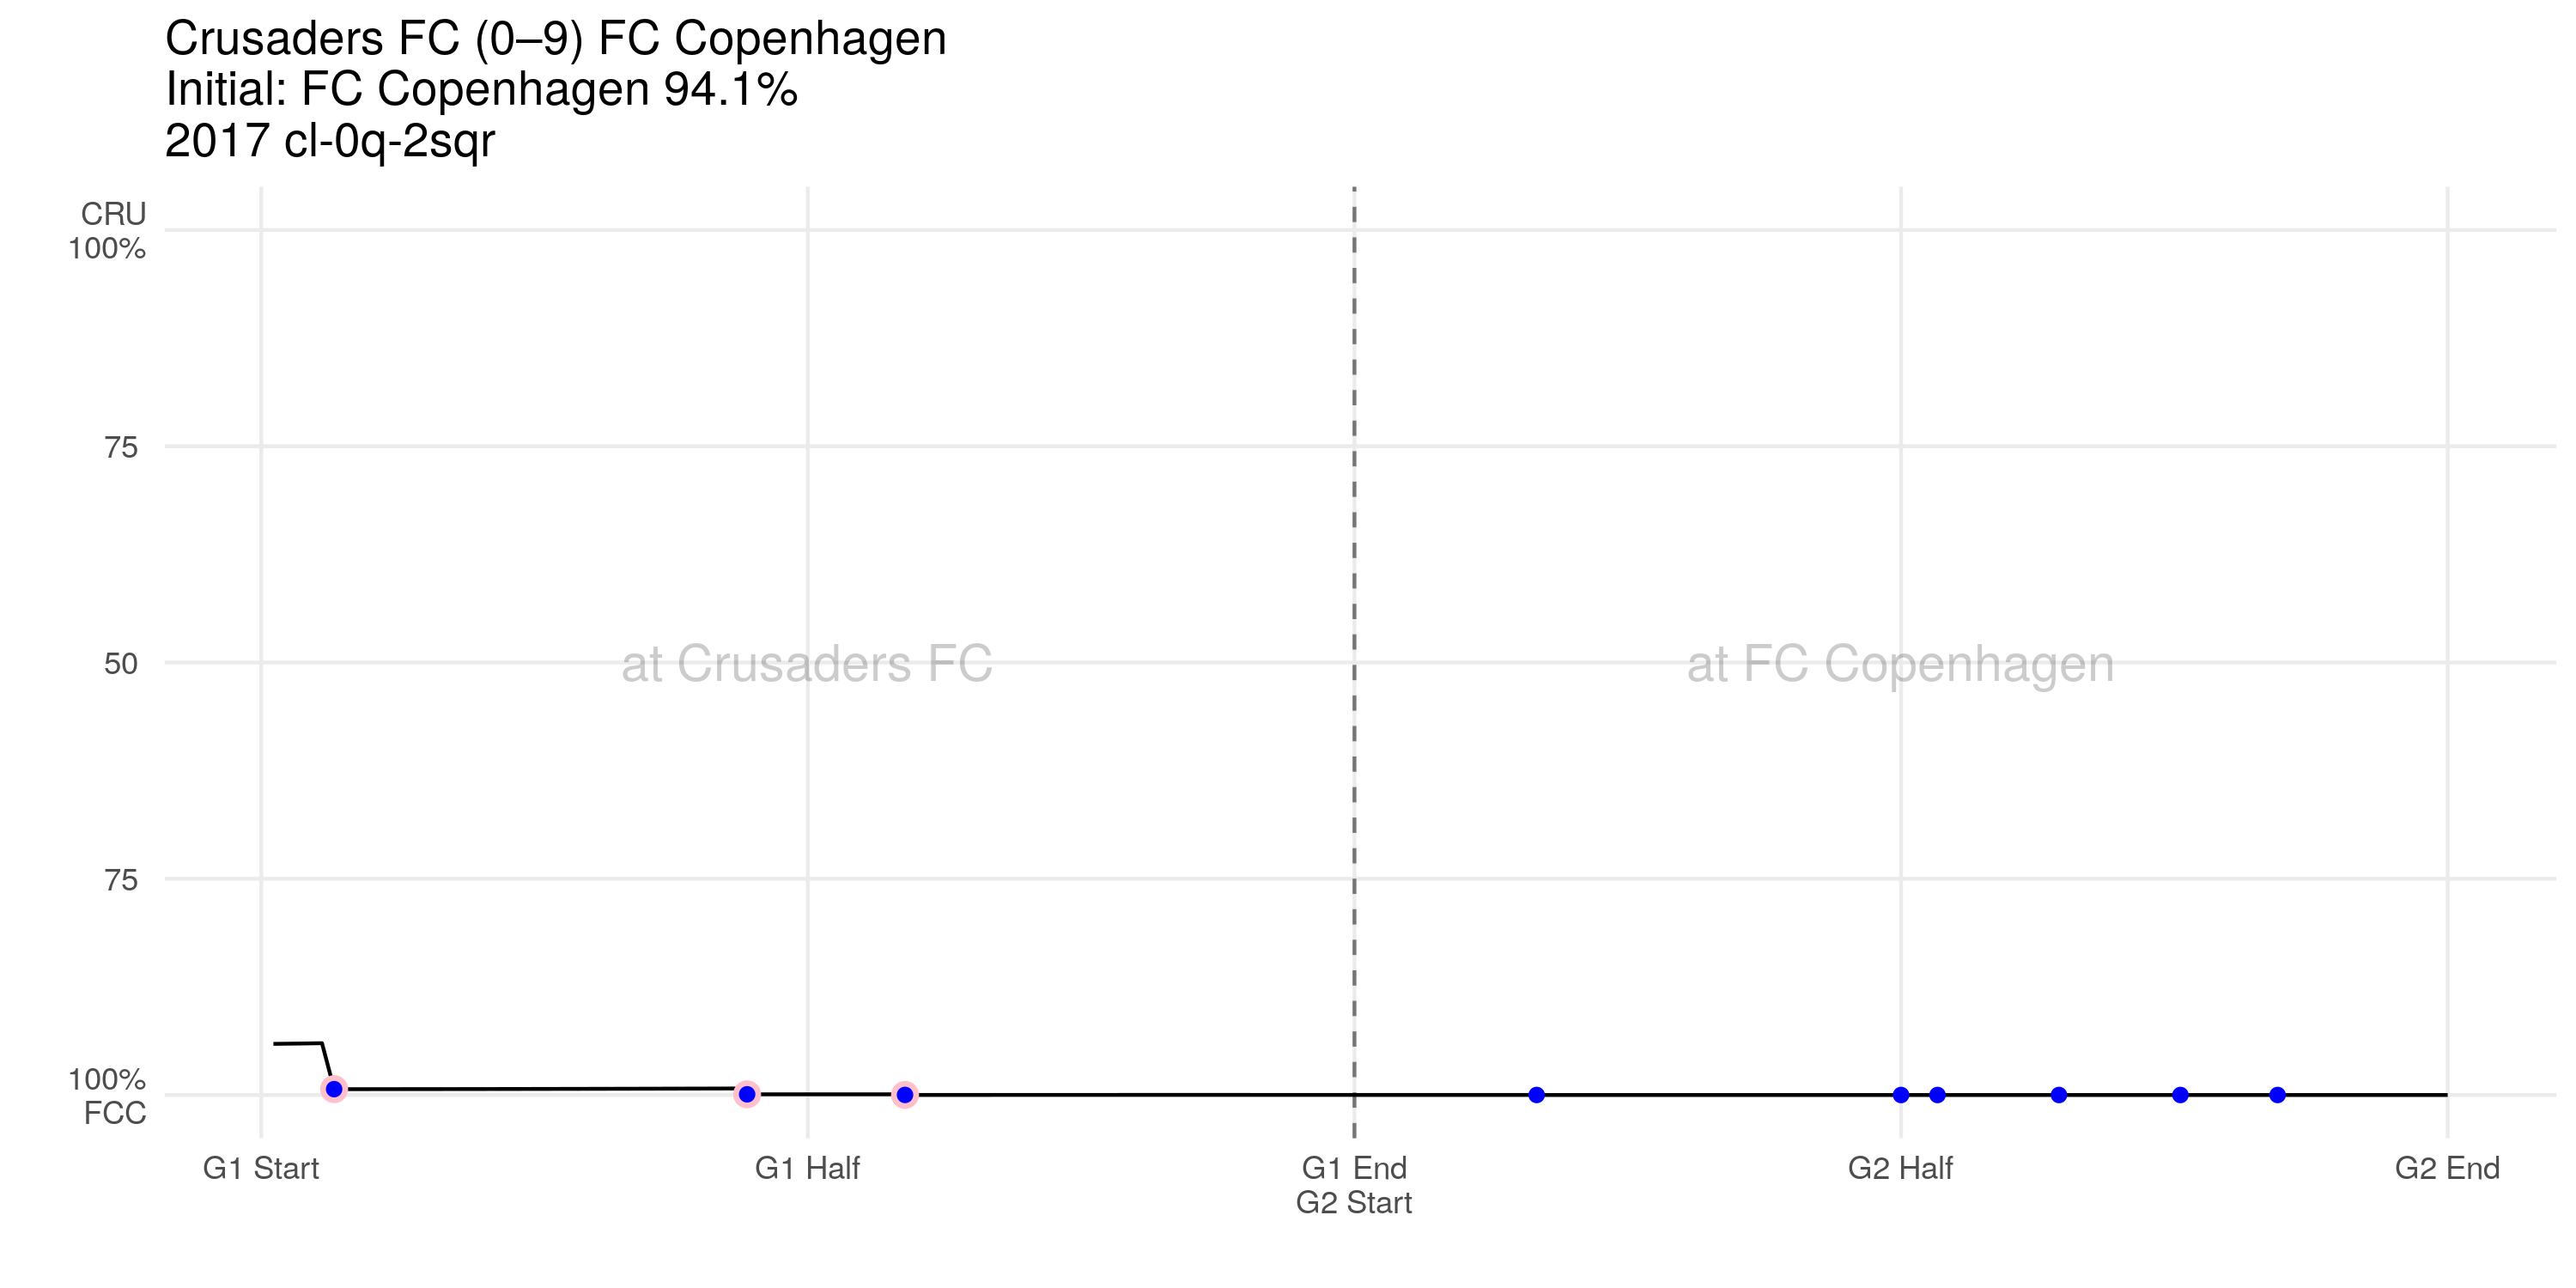 Crusaders FC (0–9) FC Copenhagen
Initial: FC Copenhagen 94.1%
2017 cl-0q-2sqr
CRU
100%
75
50
75
100%
FCC
at Crusaders FC
at FC Copenhagen
G1 Start
G1 Half
G1 End
G2 Start
G2 Half
G2 End